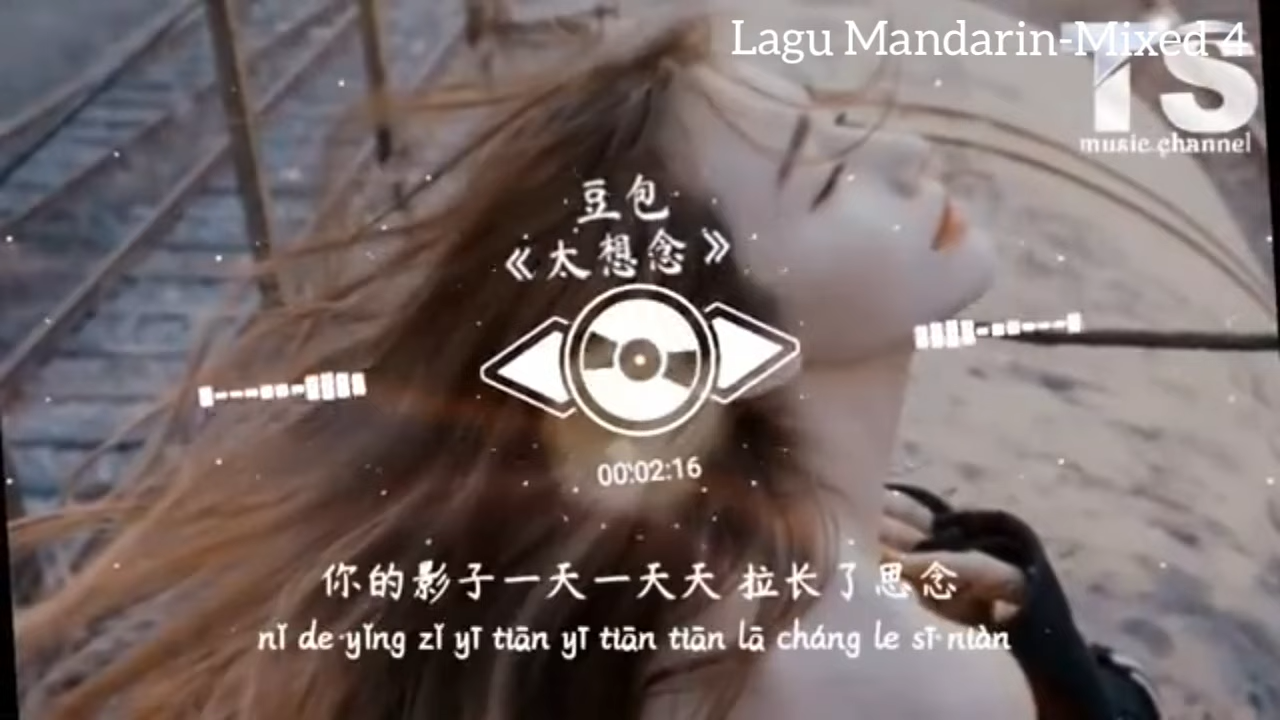 Lagu Mandarin-Mixed 4
TS
music channel
豆包
《太想念》
00:02:16
你的影子一天一天天 拉长了思念
nǐ de yǐng zǐ yī tiān yī tiān tiān lā cháng le sī niàn